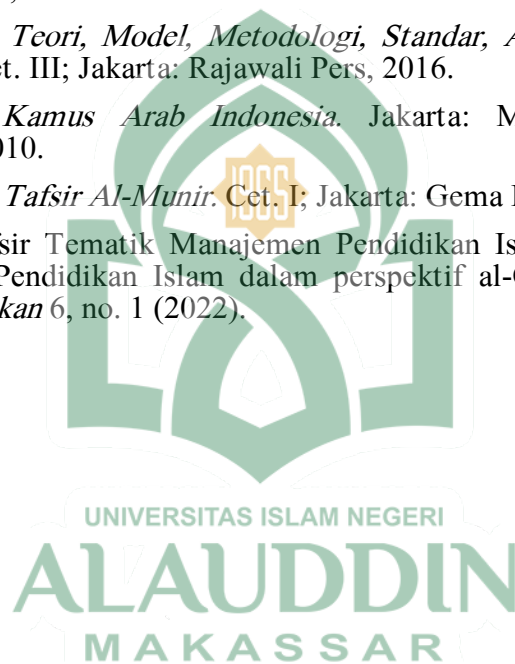 Teori, Model, Metodologi, Standar, A
et. III; Jakarta: Rajawali Pers, 2016.
Kamus Arab Indonesia. Jakarta: M
010.
Tafsir Al-Munir. Cet. I; Jakarta: Gema
fsir Tematik Manajemen Pendidikan Is
Pendidikan Islam dalam perspektif al-
kan 6, no. 1 (2022).
1965
UNIVERSITAS ISLAM NEGERI
ALAUDDIN
MAKASSAR